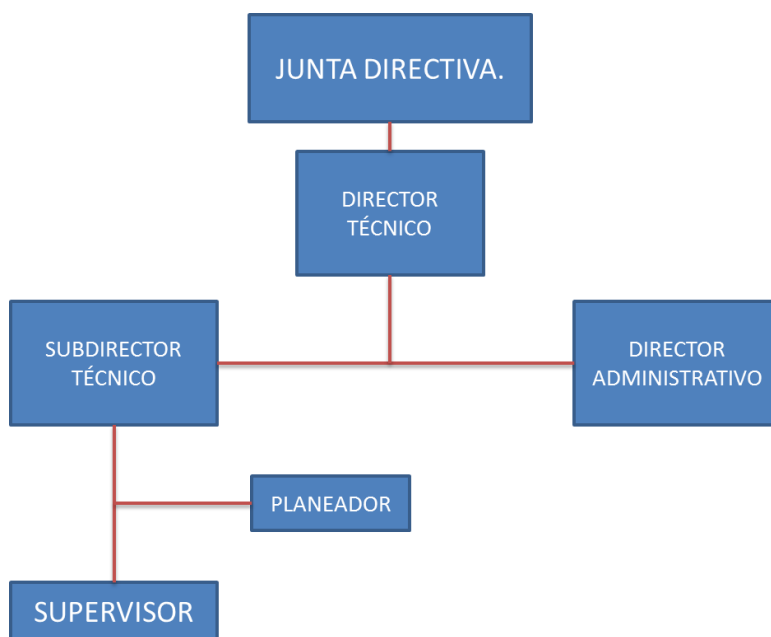 JUNTA DIRECTIVA.
DIRECTOR
TÉCNICO
SUBDIRECTOR
TÉCNICO
DIRECTOR
ADMINISTRATIVO
PLANEADOR
SUPERVISOR